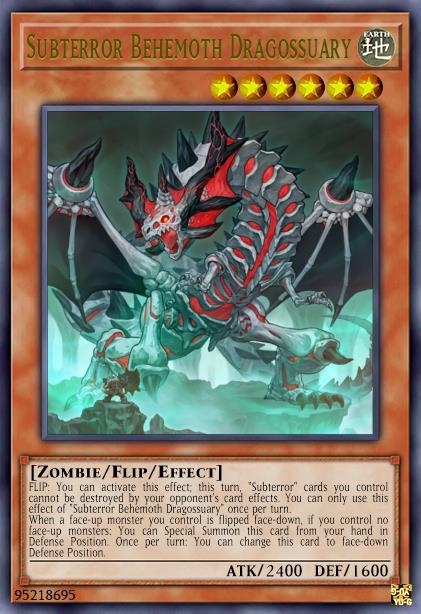 SUBTERROR BEHEMOTH DRAGOSSUARY
EARTH
地
[ZOMBIE/FLIP/EFFECT]
FLIP: You can activate this effect; this turn, "Subterror" cards you control
cannot be destroyed by your opponent's card effects. You can only use this
effect of "Subterror Behemoth Dragossuary" once per turn.
When a face-up monster you control is flipped face-down, if you control no
face-up monsters: You can Special Summon this card from your hand in
Defense Position. Once per turn: You can change this card to face-down
Defense Position.
ATK/2400 DEF/1600
95218695